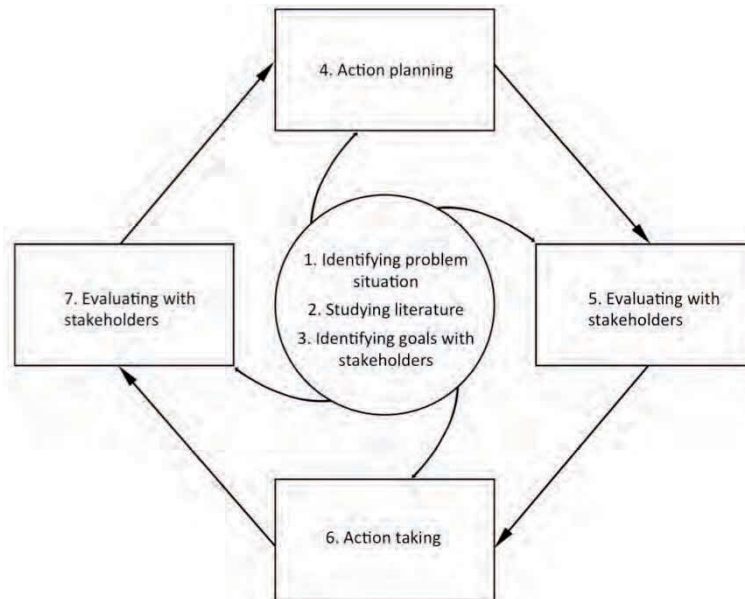 4. Action planning
1. Identifying problem
situation
2. Studying literature
3. Identifying goals with
stakeholders
7. Evaluating with
stakeholders
5. Evaluating with
stakeholders
6. Action taking